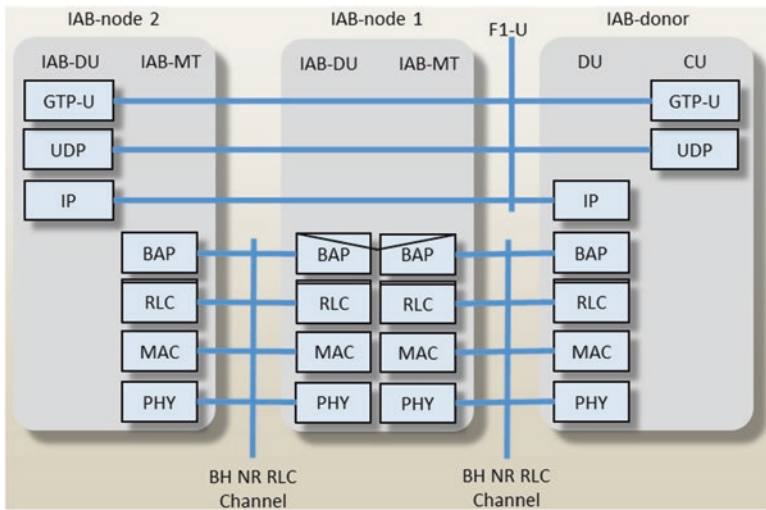 IAB-node 2 IAB-node 1 IAB-donor
F1-U
IAB-DU IAB-MT IAB-DU IAB-MT DU CU
GTP-U GTP-U
UDP UDP
IP IP
BAP BAP BAP BAP
RLC RLC RLC RLC
MAC MAC MAC MAC
PHY PHY PHY PHY
BH NR RLC BH NR RLC
Channel Channel